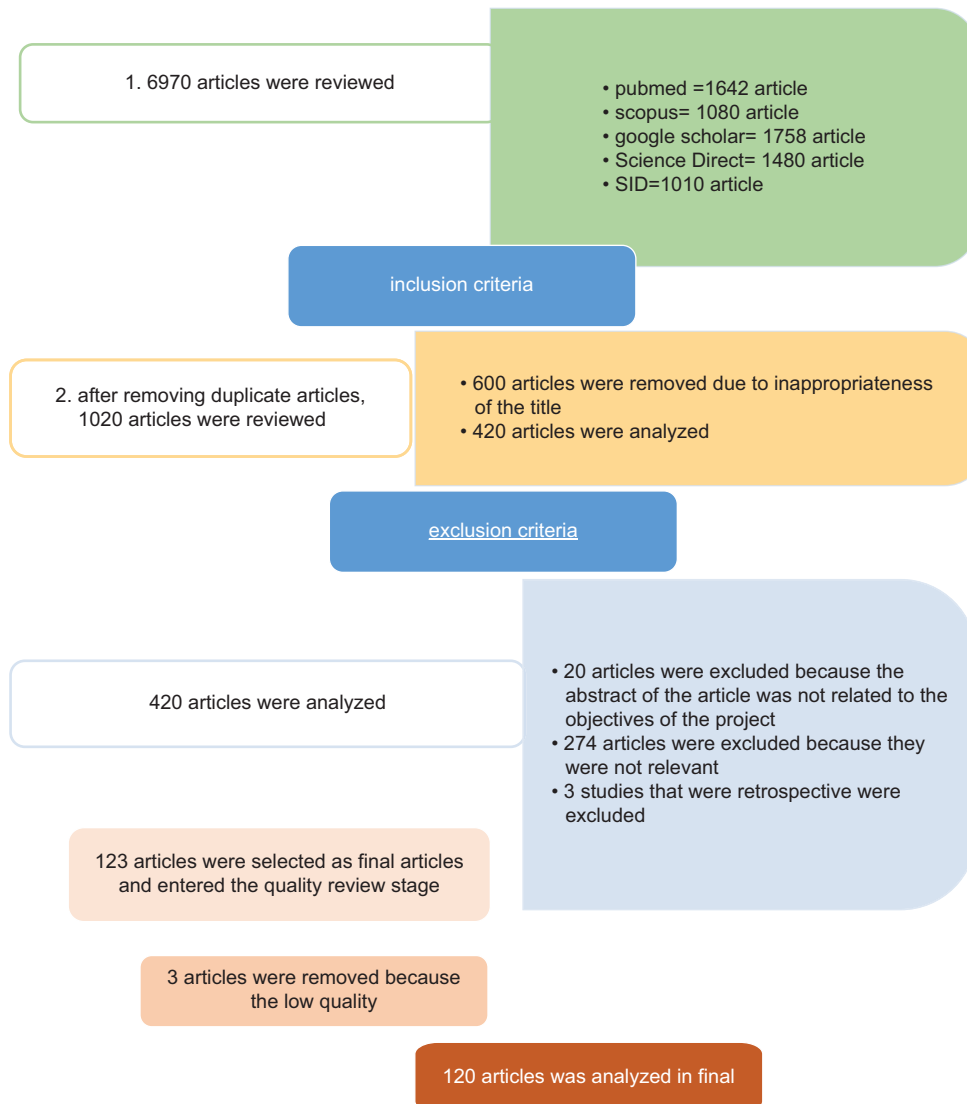 1. 6970 articles were reviewed
• pubmed =1642 article
• scopus= 1080 article
• google scholar= 1758 article
• Science Direct= 1480 article
• SID=1010 article
inclusion criteria
2. after removing duplicate articles,
1020 articles were reviewed
• 600 articles were removed due to inappropriateness
of the title
• 420 articles were analyzed
exclusion criteria
420 articles were analyzed
• 20 articles were excluded because the
abstract of the article was not related to the
objectives of the project
• 274 articles were excluded because they
were not relevant
• 3 studies that were retrospective were
excluded
123 articles were selected as final articles
and entered the quality review stage
3 articles were removed because
the low quality
120 articles was analyzed in final